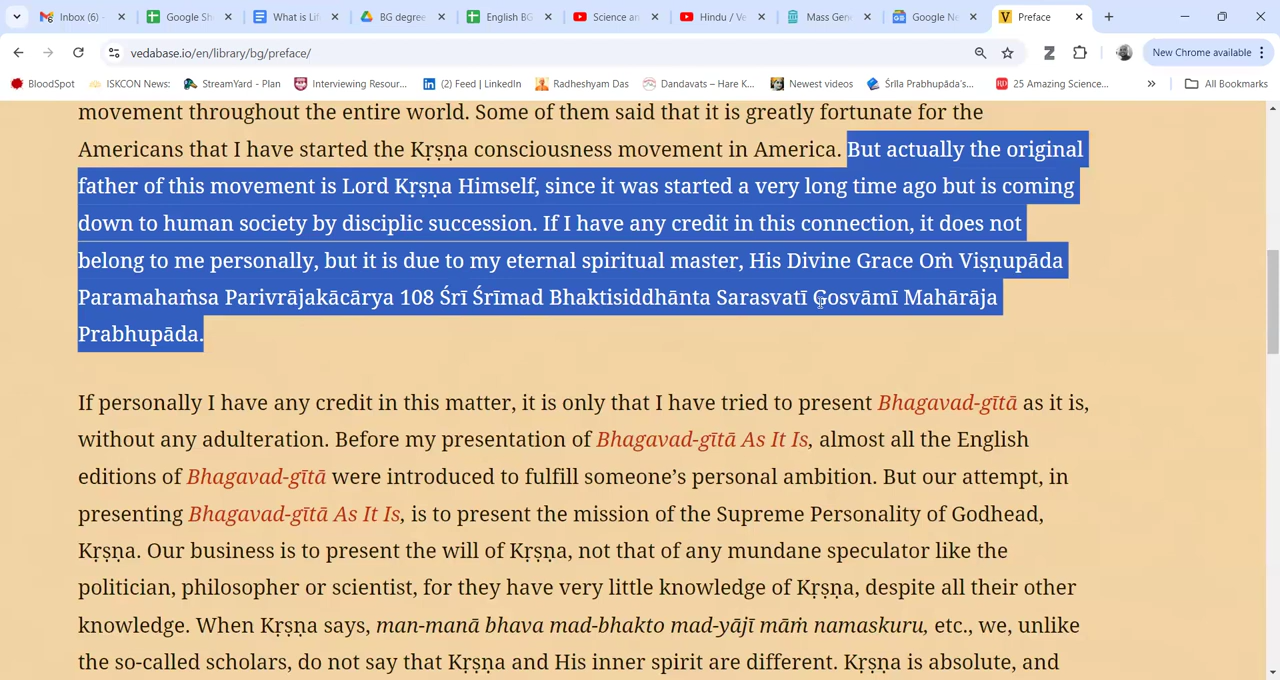 Inbox (6)
Google Sh
What is Lif
BG degree
English BG
Science an
Hindu / Ve
Mass Gen
Google Ne
Preface
vedabase.io/en/library/bg/preface/
New Chrome available
BloodSpot
ISKCON News:
StreamYard - Plan
Interviewing Resour...
(2) Feed | LinkedIn
Radheshyam Das
Dandavats – Hare K...
Newest videos
Śrīla Prabhupāda's...
25 Amazing Science...
All Bookmarks
movement throughout the entire world. Some of them said that it is greatly fortunate for the
Americans that I have started the Kṛṣṇa consciousness movement in America. But actually the original
father of this movement is Lord Kṛṣṇa Himself, since it was started a very long time ago but is coming
down to human society by disciplic succession. If I have any credit in this connection, it does not
belong to me personally, but it is due to my eternal spiritual master, His Divine Grace Oṁ Viṣṇupāda
Paramahaṁsa Parivrājakācārya 108 Śrī Śrīmad Bhaktisiddhānta Sarasvatī Gosvāmī Mahārāja
Prabhupāda.
If personally I have any credit in this matter, it is only that I have tried to present Bhagavad-gītā as it is,
without any adulteration. Before my presentation of Bhagavad-gītā As It Is, almost all the English
editions of Bhagavad-gītā were introduced to fulfill someone’s personal ambition. But our attempt, in
presenting Bhagavad-gītā As It Is, is to present the mission of the Supreme Personality of Godhead,
Kṛṣṇa. Our business is to present the will of Kṛṣṇa, not that of any mundane speculator like the
politician, philosopher or scientist, for they have very little knowledge of Kṛṣṇa, despite all their other
knowledge. When Kṛṣṇa says, man-manā bhava mad-bhakto mad-yājī māṁ namaskuru, etc., we, unlike
the so-called scholars, do not say that Kṛṣṇa and His inner spirit are different. Kṛṣṇa is absolute, and